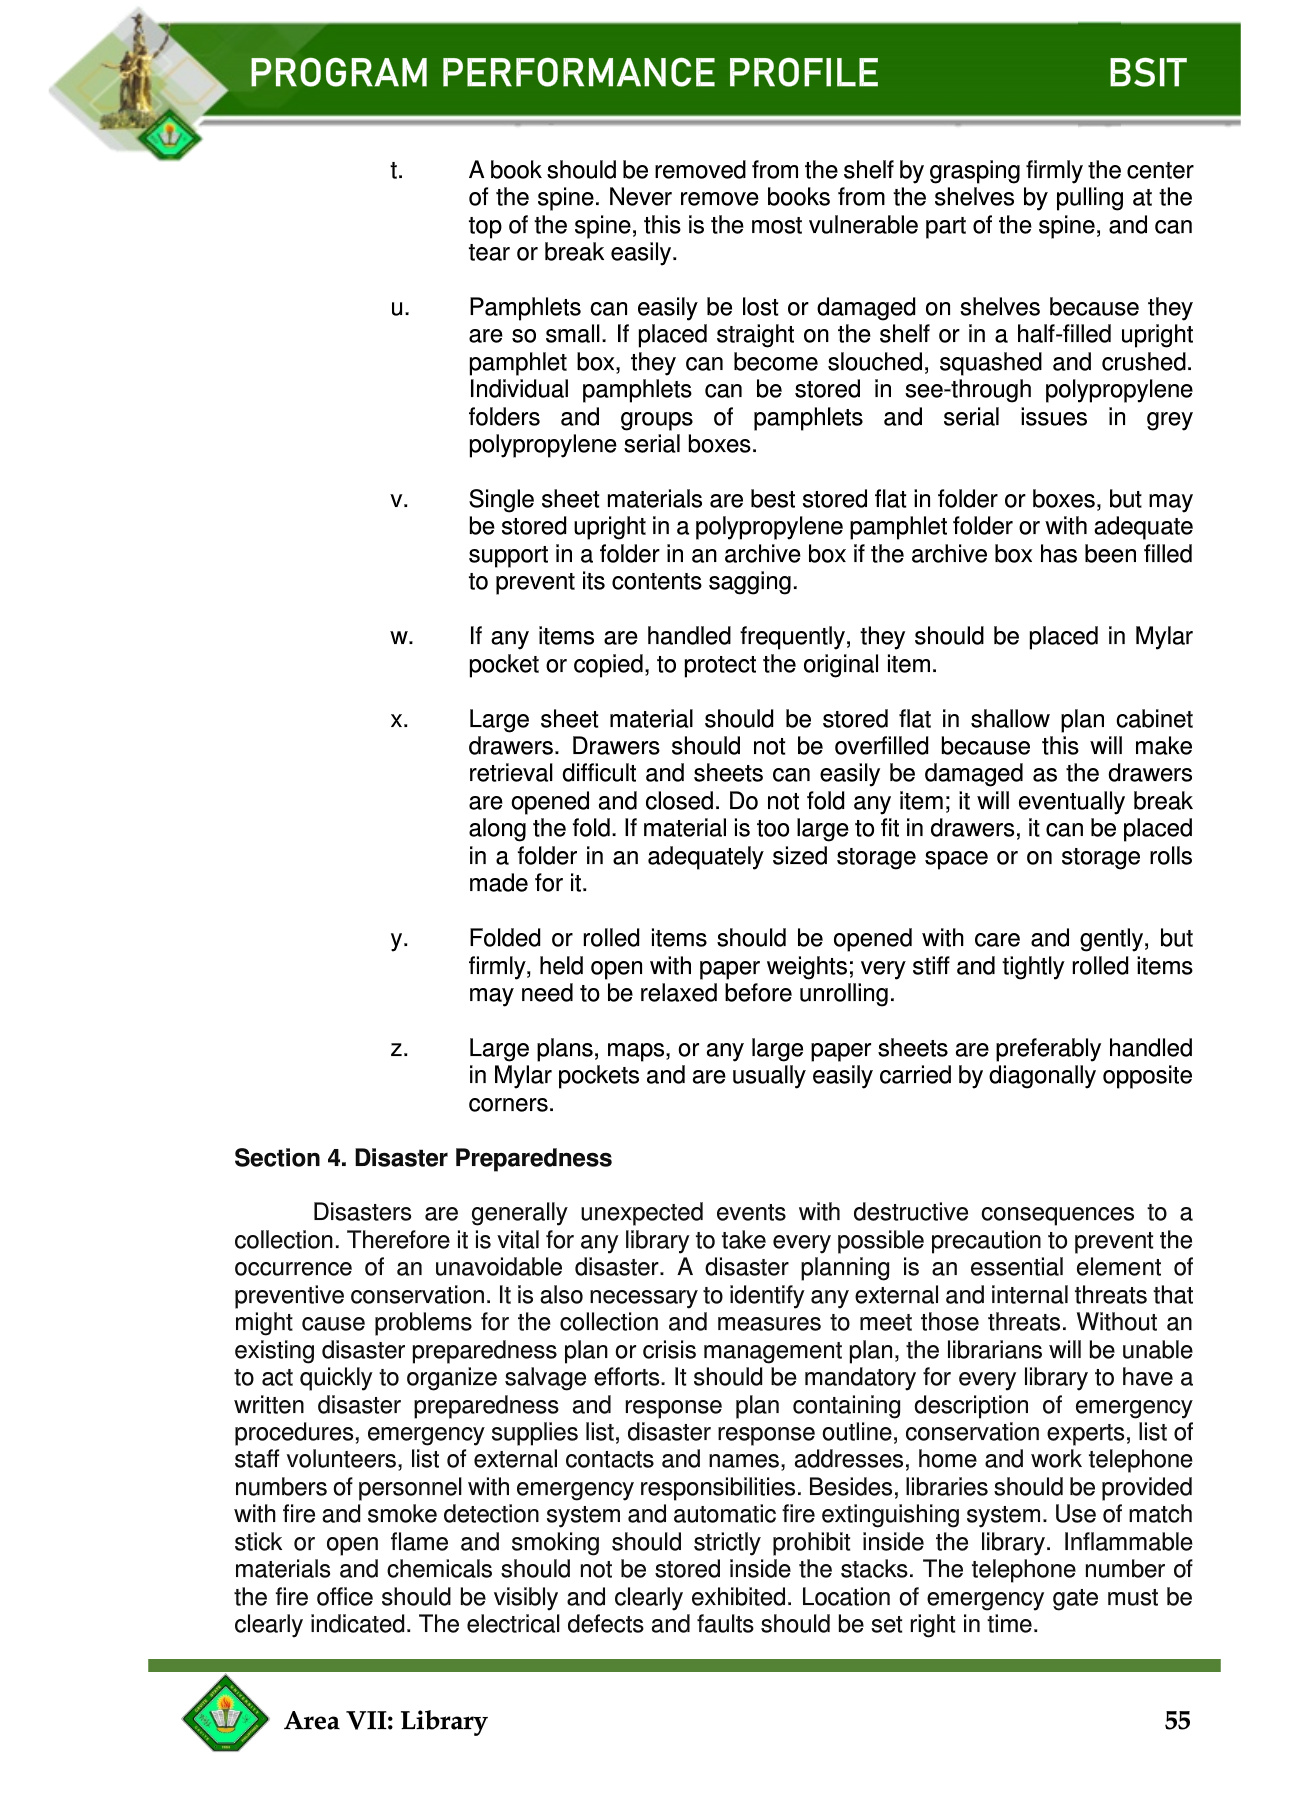 PROGRAM PERFORMANCE PROFILE BSIT
t. A book should be removed from the shelf by grasping firmly the center
of the spine. Never remove books from the shelves by pulling at the
top of the spine, this is the most vulnerable part of the spine, and can
tear or break easily.
u. Pamphlets can easily be lost or damaged on shelves because they
are so small. If placed straight on the shelf or in a half-filled upright
pamphlet box, they can become slouched, squashed and crushed.
Individual pamphlets can be stored in see-through polypropylene
folders and groups of pamphlets and serial issues in grey
polypropylene serial boxes.
v. Single sheet materials are best stored flat in folder or boxes, but may
be stored upright in a polypropylene pamphlet folder or with adequate
support in a folder in an archive box if the archive box has been filled
to prevent its contents sagging.
w. If any items are handled frequently, they should be placed in Mylar
pocket or copied, to protect the original item.
x. Large sheet material should be stored flat in shallow plan cabinet
drawers. Drawers should not be overfilled because this will make
retrieval difficult and sheets can easily be damaged as the drawers
are opened and closed. Do not fold any item; it will eventually break
along the fold. If material is too large to fit in drawers, it can be placed
in a folder in an adequately sized storage space or on storage rolls
made for it.
y. Folded or rolled items should be opened with care and gently, but
firmly, held open with paper weights; very stiff and tightly rolled items
may need to be relaxed before unrolling.
z. Large plans, maps, or any large paper sheets are preferably handled
in Mylar pockets and are usually easily carried by diagonally opposite
corners.
Section 4. Disaster Preparedness
Disasters are generally unexpected events with destructive consequences to a
collection. Therefore it is vital for any library to take every possible precaution to prevent the
occurrence of an unavoidable disaster. A disaster planning is an essential element of
preventive conservation. It is also necessary to identify any external and internal threats that
might cause problems for the collection and measures to meet those threats. Without an
existing disaster preparedness plan or crisis management plan, the librarians will be unable
to act quickly to organize salvage efforts. It should be mandatory for every library to have a
written disaster preparedness and response plan containing description of emergency
procedures, emergency supplies list, disaster response outline, conservation experts, list of
staff volunteers, list of external contacts and names, addresses, home and work telephone
numbers of personnel with emergency responsibilities. Besides, libraries should be provided
with fire and smoke detection system and automatic fire extinguishing system. Use of match
stick or open flame and smoking should strictly prohibit inside the library. Inflammable
materials and chemicals should not be stored inside the stacks. The telephone number of
the fire office should be visibly and clearly exhibited. Location of emergency gate must be
clearly indicated. The electrical defects and faults should be set right in time.
Area VII: Library 55